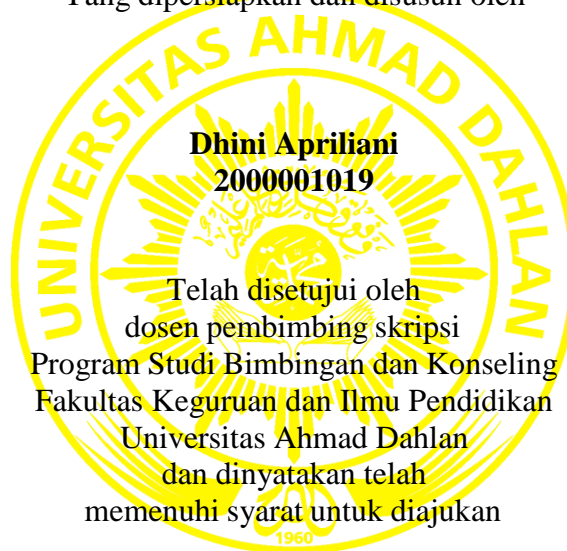 Yang dipersiapkan dan disusun oleh
UNIVERSITAS AHMAD DAHLAN
Dhini Apriliani
2000001019
Telah disetujui oleh
dosen pembimbing skripsi
Program Studi Bimbingan dan Konseling
Fakultas Keguruan dan Ilmu Pendidikan
Universitas Ahmad Dahlan
dan dinyatakan telah
memenuhi syarat untuk diajukan
1960